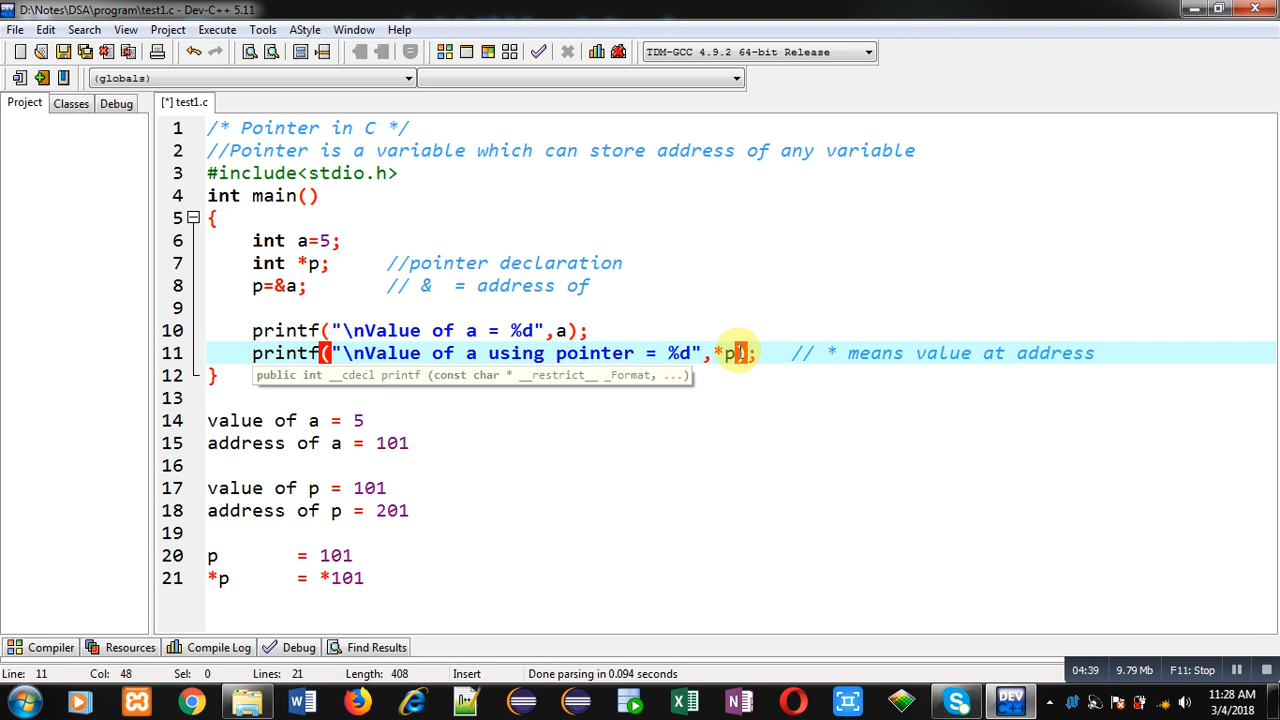 D:\Notes\DSA\program\test1.c - Dev-C++ 5.11
File Edit Search View Project Execute Tools AStyle Window Help
TDM-GCC 4.9.2 64-bit Release
(globals)
Project Classes Debug [*] test1.c
1 /* Pointer in C */
2 //Pointer is a variable which can store address of any variable
3 #include<stdio.h>
4 int main()
5 {
6 int a=5;
7 int *p; //pointer declaration
8 p=&a; // & = address of
9
10 printf("\nValue of a = %d",a);
11 printf("\nValue of a using pointer = %d",*p); // * means value at address
12 }
public int __cdecl printf (const char * __restrict__ _Format, ...)
13
14 value of a = 5
15 address of a = 101
16
17 value of p = 101
18 address of p = 201
19
20 p = 101
21 *p = *101
Compiler Resources Compile Log Debug Find Results
Line: 11 Col: 48 Sel: 0 Lines: 21 Length: 408 Insert Done parsing in 0.094 seconds
04:39 9.79 Mb F11: Stop
11:28 AM
3/4/2018